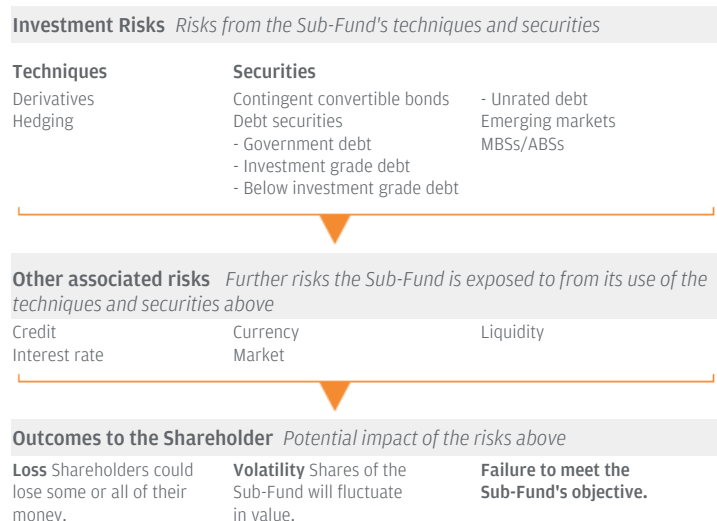 Investment Risks Risks from the Sub-Fund's techniques and securities
Techniques
Derivatives
Hedging
Securities
Contingent convertible bonds
Debt securities
- Government debt
- Investment grade debt
- Below investment grade debt
- Unrated debt
Emerging markets
MBSs/ABSs
Other associated risks Further risks the Sub-Fund is exposed to from its use of the
techniques and securities above
Credit
Interest rate
Currency
Market
Liquidity
Outcomes to the Shareholder Potential impact of the risks above
Loss Shareholders could
lose some or all of their
money.
Volatility Shares of the
Sub-Fund will fluctuate
in value.
Failure to meet the
Sub-Fund's objective.